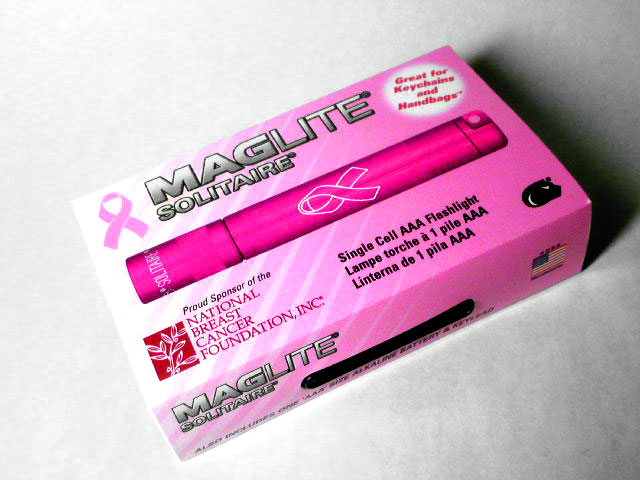 Great for
Keychains
and
Handbags™
MAGLITE®
SOLITAIRE®
SOLITAIRE
Single Cell AAA Flashlight
Lampe torche à 1 pile AAA
Linterna de 1 pila AAA
Proud Sponsor of the
NATIONAL
BREAST
CANCER
FOUNDATION, INC.®
MAGLITE®
SOLITAIRE®
ALSO INCLUDES ONE 'AAA' SIZE ALKALINE BATTERY & KEYLEAD